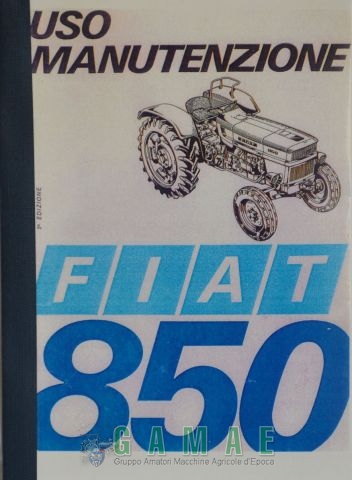 USO
MANUTENZIONE
3ª EDIZIONE
FIAT
850
GAMAE
Gruppo Amatori Macchine Agricole d'Epoca